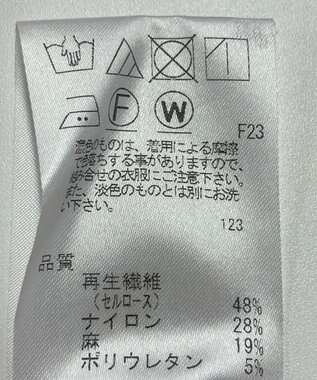 F
W
F23
濃色のものは、着用による摩擦
で色落ちする事がありますので、
組み合せの衣服にご注意下さい。
また、淡色のものとは別にお洗
い下さい。
123
品質
再生繊維
(セルロース) 48%
ナイロン 28%
麻 19%
ポリウレタン 5%